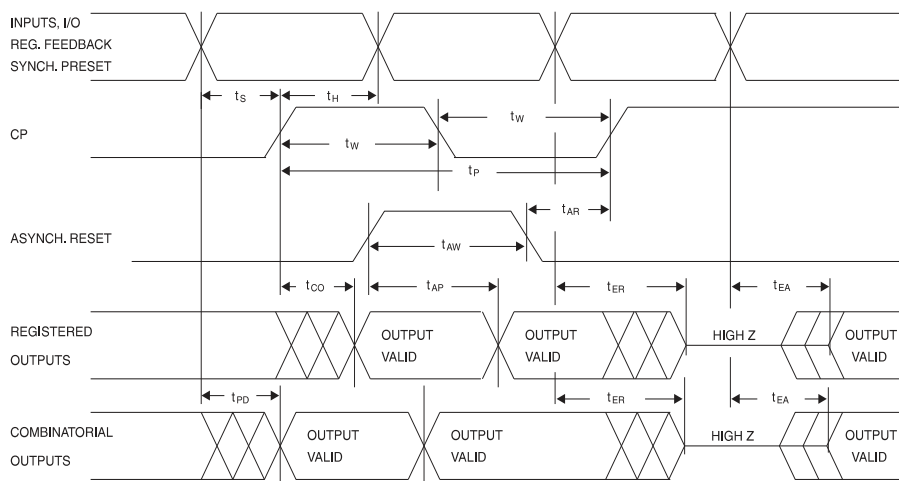 INPUTS, I/O
REG. FEEDBACK
SYNCH. PRESET
tS
tH
CP
tW
tW
tP
ASYNCH. RESET
tAR
tAW
tCO
tAP
tER
tEA
REGISTERED
OUTPUTS
OUTPUT
VALID
OUTPUT
VALID
HIGH Z
OUTPUT
VALID
tPD
tER
tEA
COMBINATORIAL
OUTPUTS
OUTPUT
VALID
OUTPUT
VALID
HIGH Z
OUTPUT
VALID